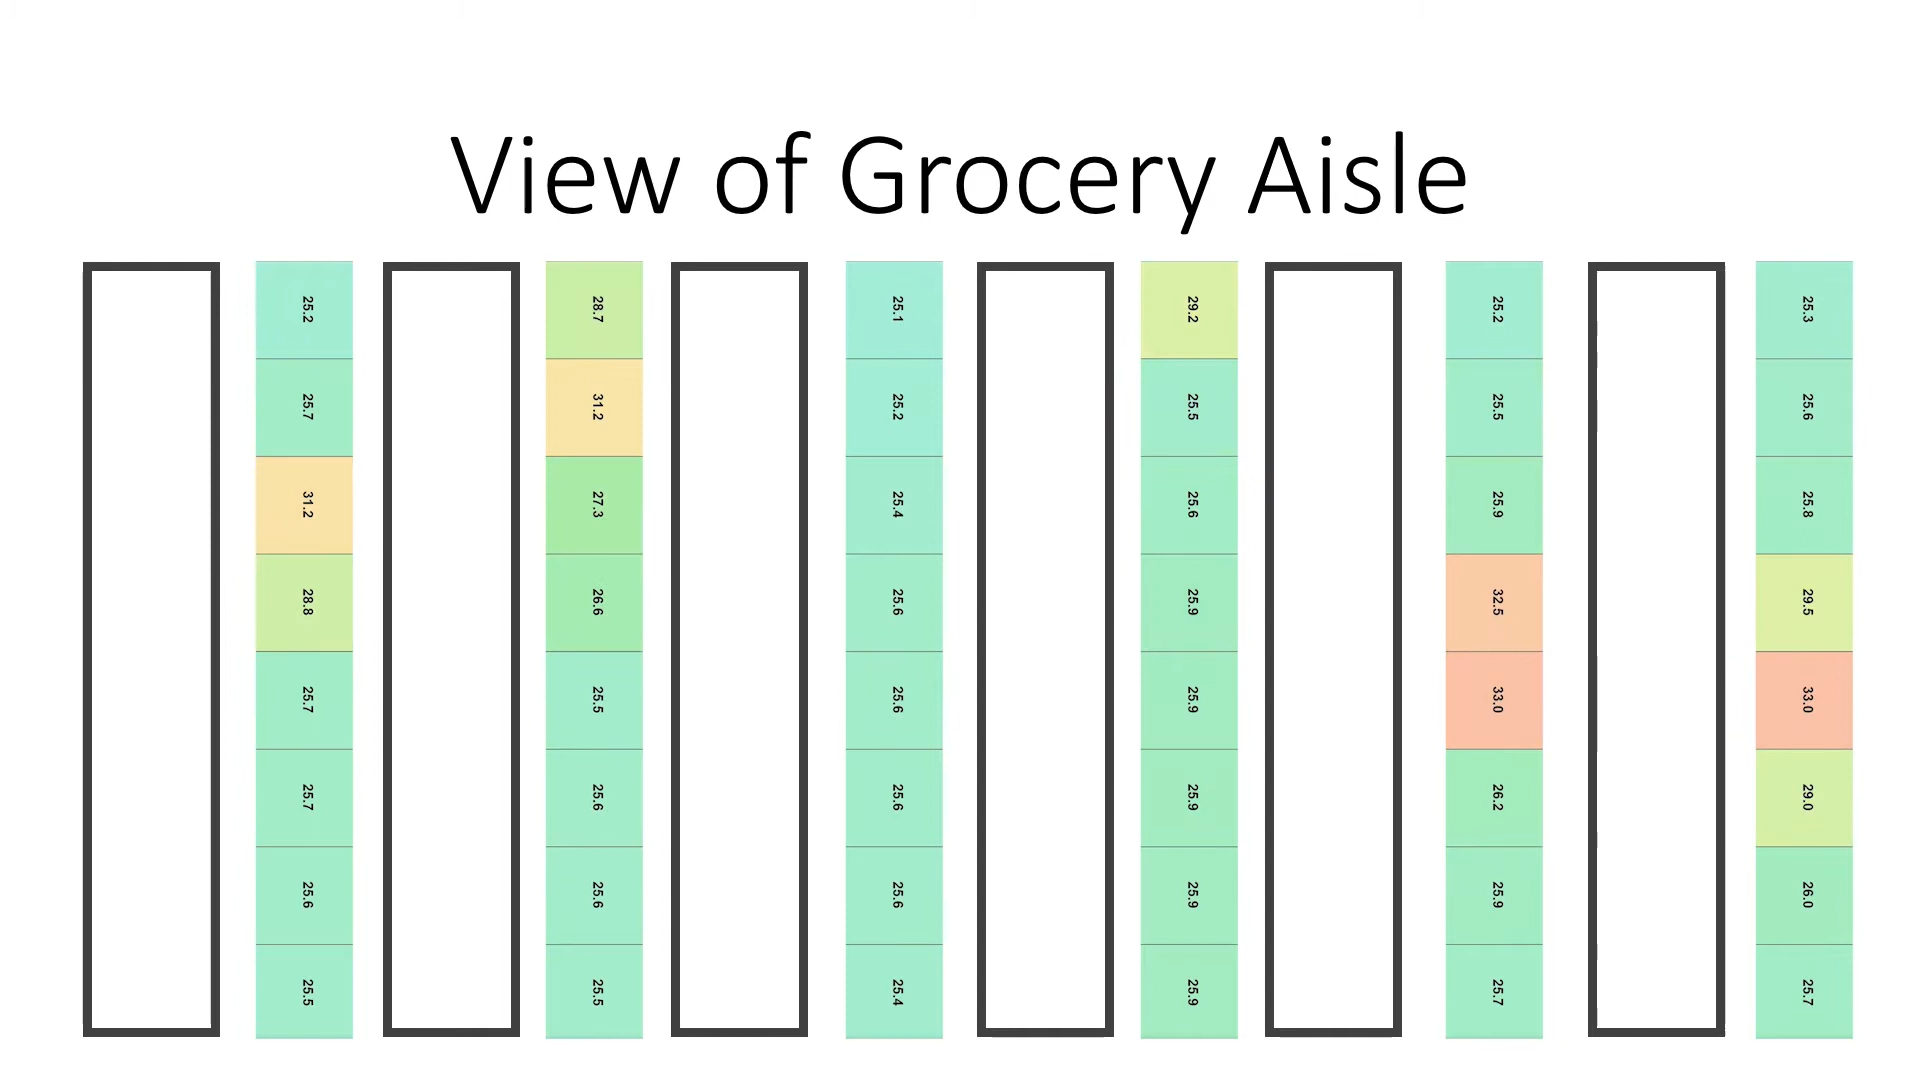 View of Grocery Aisle
25.2 28.7 25.1 29.2 25.2 25.3
25.7 31.2 25.2 25.5 25.5 25.6
31.2 27.3 25.4 25.6 25.9 25.8
28.8 26.6 25.6 25.9 32.5 29.5
25.7 25.5 25.6 25.9 33.0 33.0
25.7 25.6 25.6 25.9 26.2 29.0
25.6 25.6 25.6 25.9 25.9 26.0
25.5 25.5 25.4 25.9 25.7 25.7